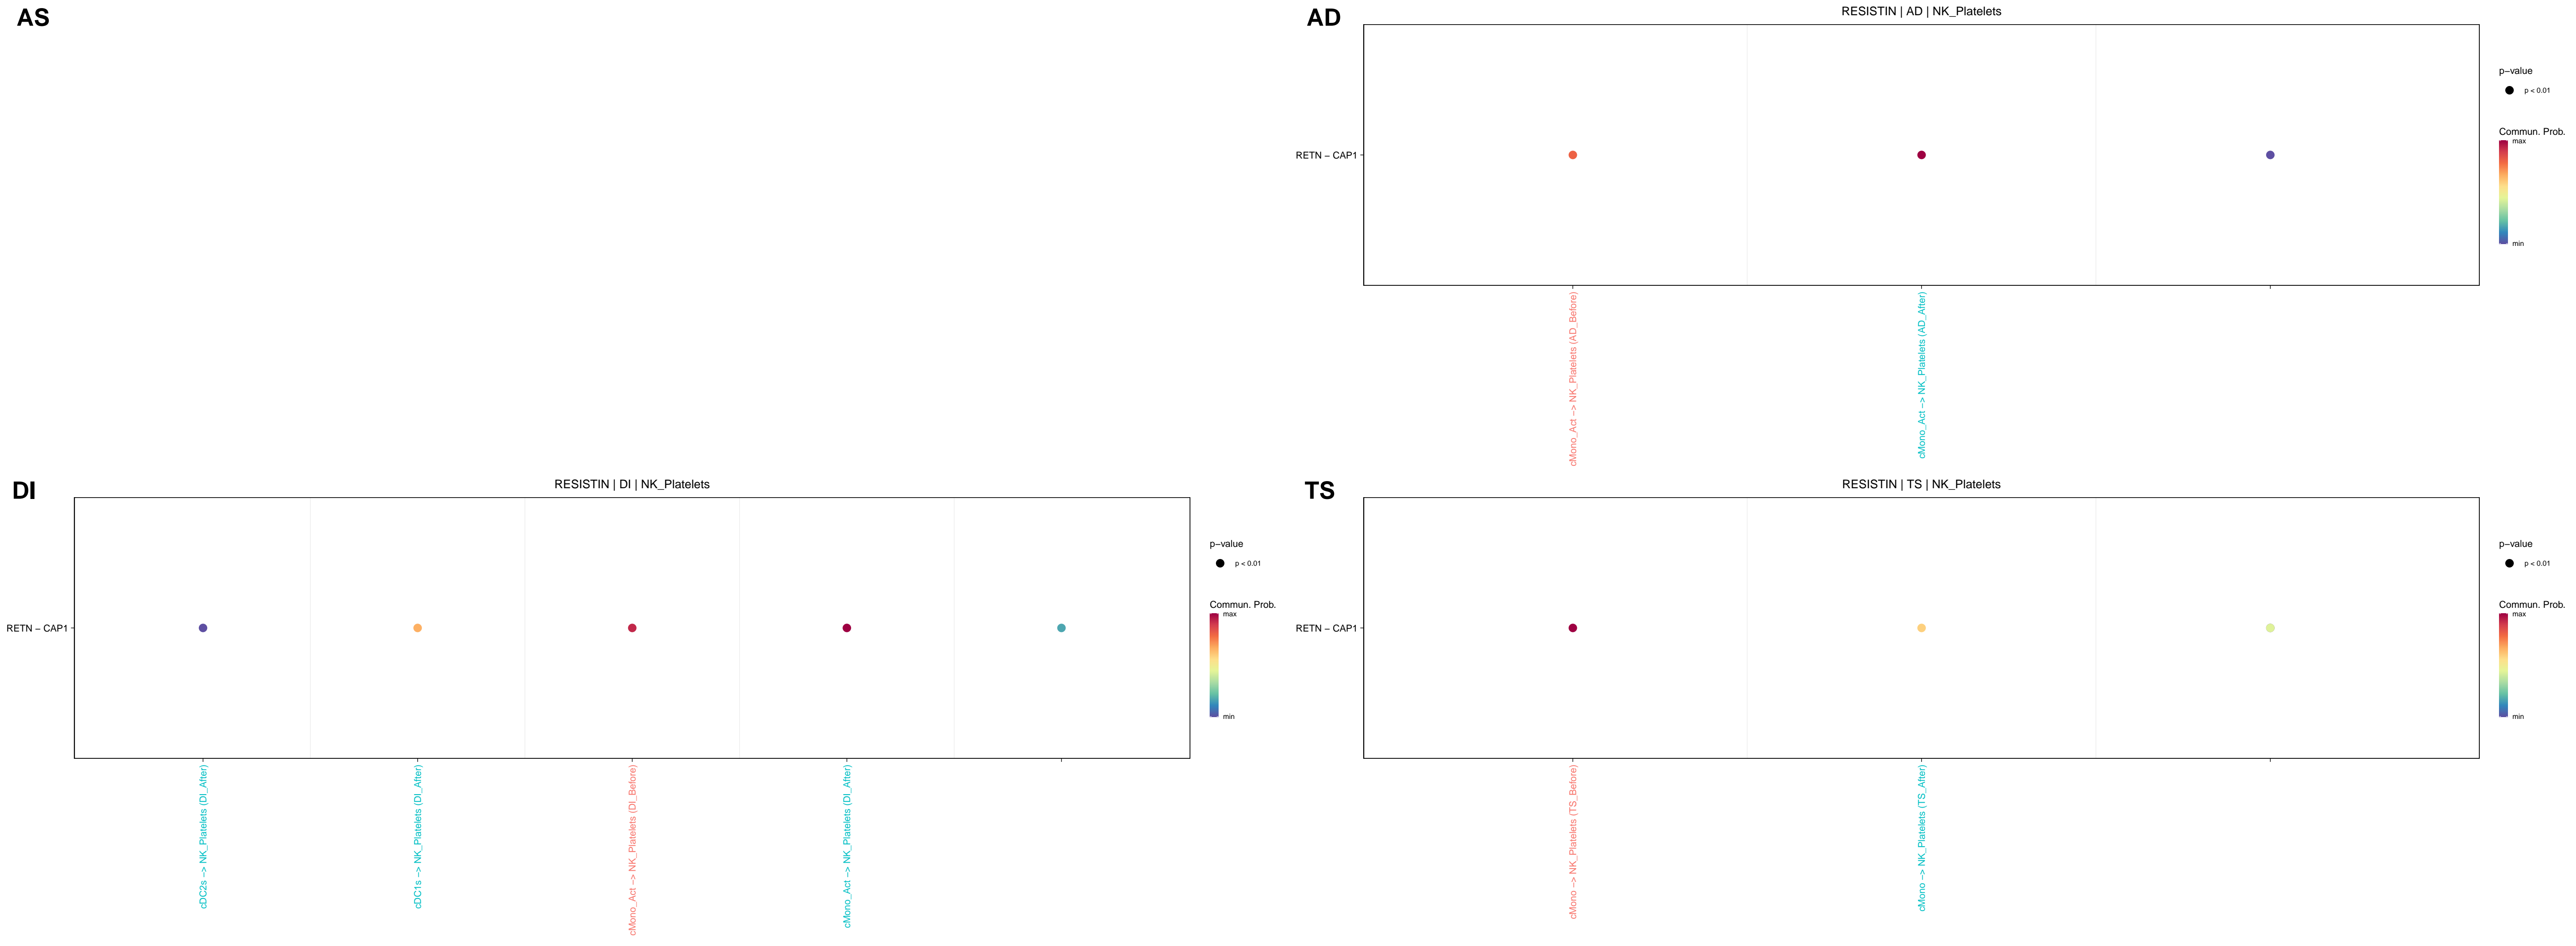 AS
AD
RESISTIN | AD | NK_Platelets
RETN − CAP1
cMono_Act −> NK_Platelets (AD_Before)
cMono_Act −> NK_Platelets (AD_After)
p−value
p < 0.01
Commun. Prob.
max
min
DI
RESISTIN | DI | NK_Platelets
RETN − CAP1
cDC2s −> NK_Platelets (DI_After)
cDC1s −> NK_Platelets (DI_After)
cMono_Act −> NK_Platelets (DI_Before)
cMono_Act −> NK_Platelets (DI_After)
p−value
p < 0.01
Commun. Prob.
max
min
TS
RESISTIN | TS | NK_Platelets
RETN − CAP1
cMono −> NK_Platelets (TS_Before)
cMono −> NK_Platelets (TS_After)
p−value
p < 0.01
Commun. Prob.
max
min